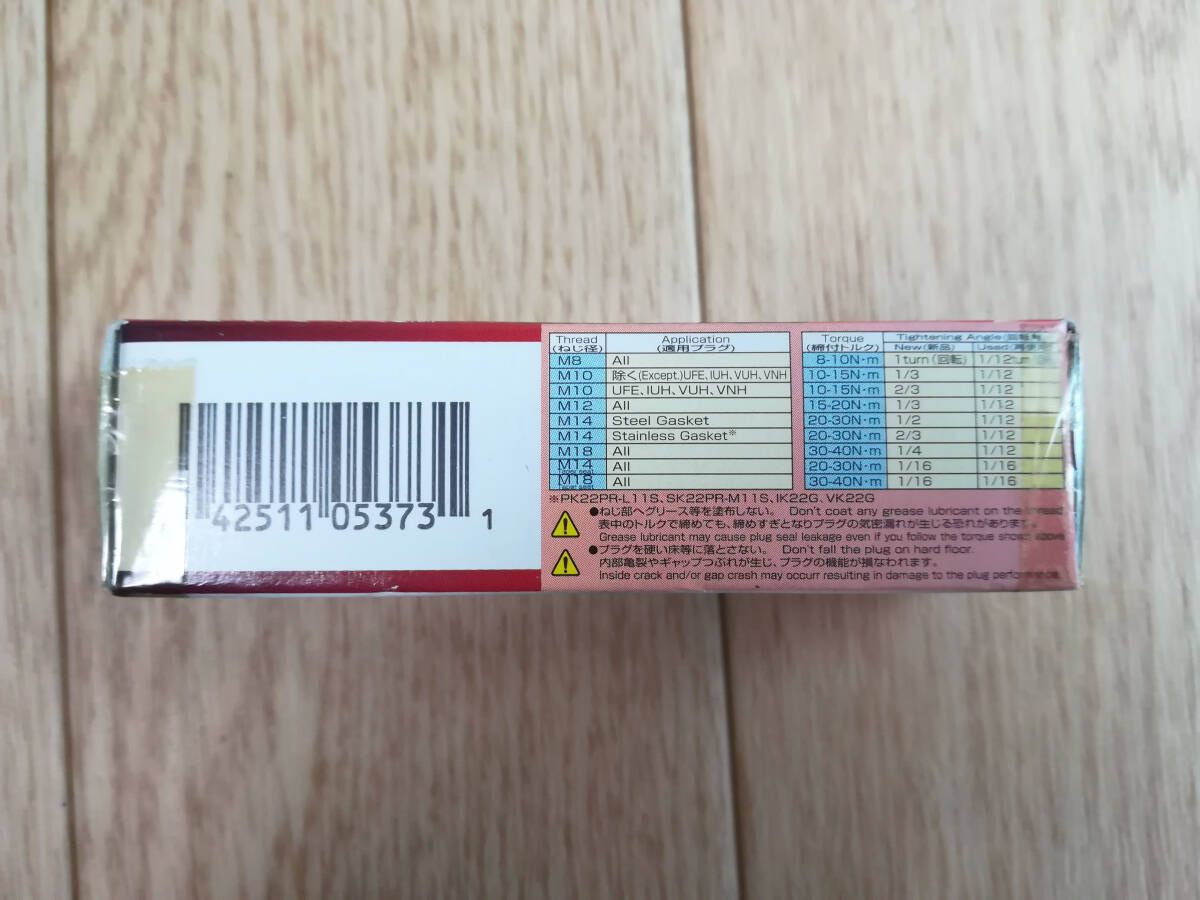 42511 05373 1
Thread Application Torque Tightening Angle(回転角
(ねじ径) (適用プラグ) (締付トルク) New(新品) Used(再使用
M8 All 8-10N・m 1turn(回転) 1/12turn
M10 除く(Except.)UFE、IUH、VUH、VNH 10-15N・m 1/3 1/12
M10 UFE、IUH、VUH、VNH 10-15N・m 2/3 1/12
M12 All 15-20N・m 1/3 1/12
M14 Steel Gasket 20-30N・m 1/2 1/12
M14 Stainless Gasket※ 20-30N・m 2/3 1/12
M18 All 30-40N・m 1/4 1/12
M14 All 20-30N・m 1/16 1/16
M18 All 30-40N・m 1/16 1/16
※PK22PR-L11S、SK22PR-M11S、IK22G、VK22G
●ねじ部へグリース等を塗布しない。 Don't coat any grease lubricant on the thread
表中のトルクで締めても、締めすぎとなりプラグの気密漏れが生じる恐れがあります。
Grease lubricant may cause plug seal leakage even if you follow the torque shown above
●プラグを硬い床等に落とさない。 Don't fall the plug on hard floor.
内部亀裂やギャップつぶれが生じ、プラグの機能が損なわれます。
Inside crack and/or gap crash may occurr resulting in damage to the plug performance.